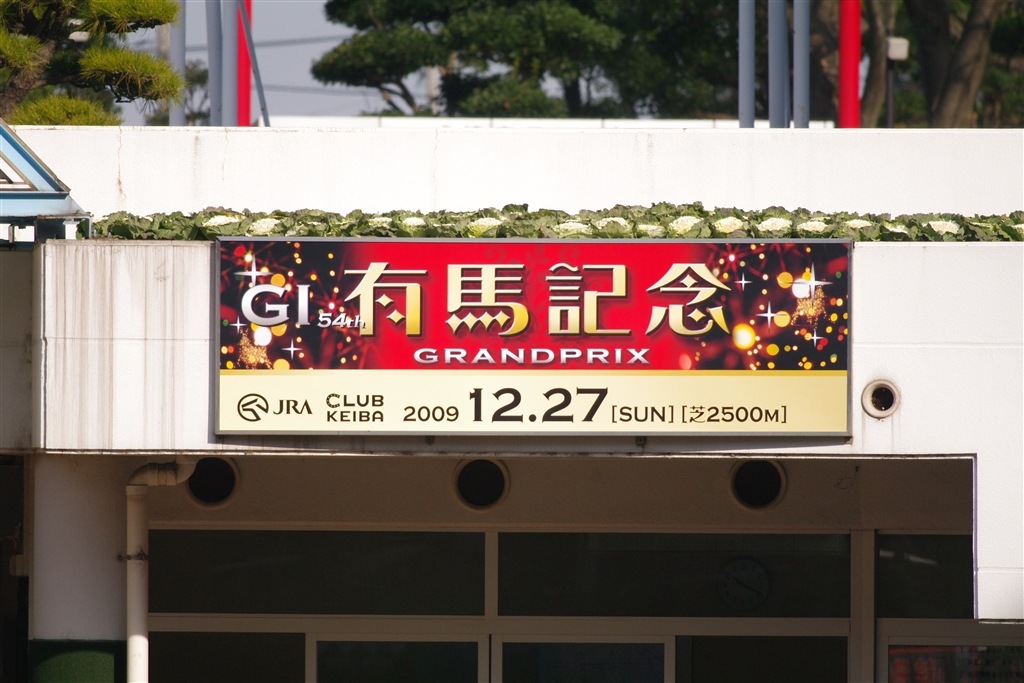 GI 54th 有馬記念
GRANDPRIX
JRA CLUB KEIBA 2009 12.27 [SUN] [芝2500M]